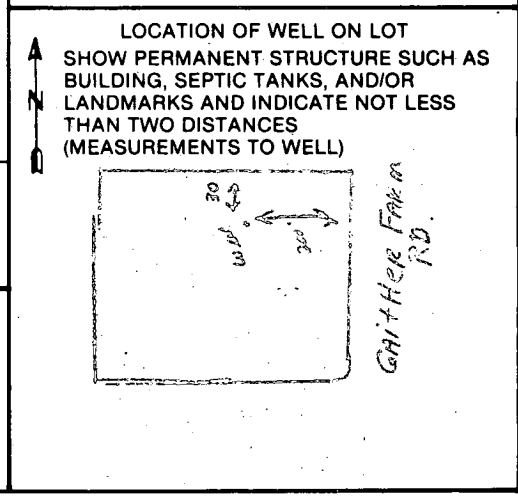 LOCATION OF WELL ON LOT
SHOW PERMANENT STRUCTURE SUCH AS
BUILDING, SEPTIC TANKS, AND/OR
N LANDMARKS AND INDICATE NOT LESS
THAN TWO DISTANCES
(MEASUREMENTS TO WELL)
30
well
GAitHeR FARM
RD.